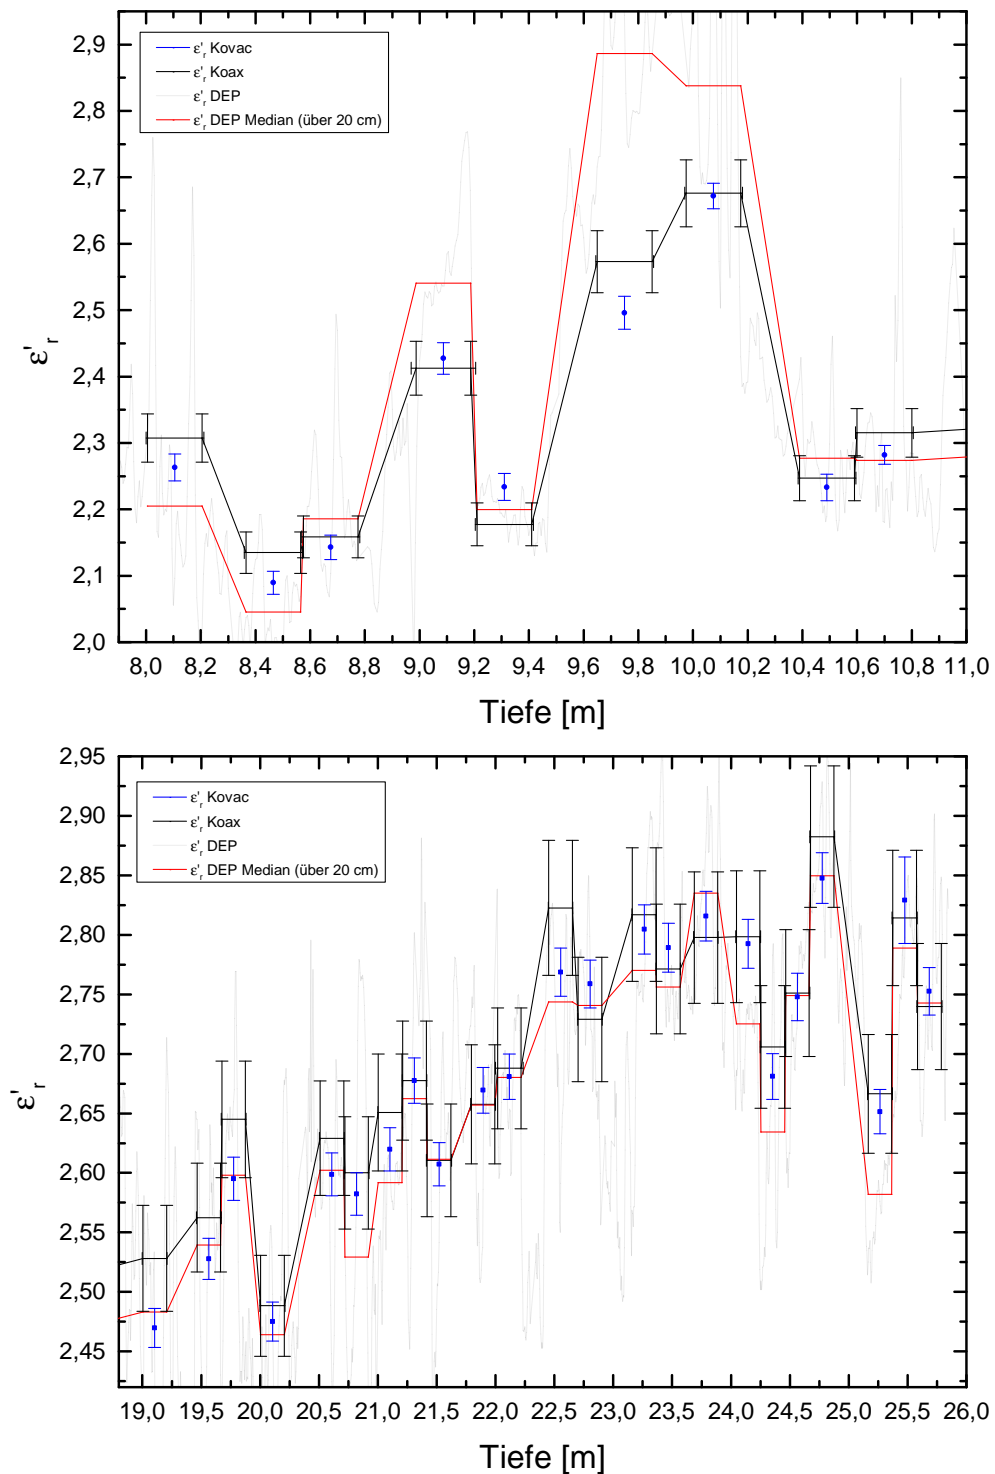 2,9
2,8
2,7
2,6
2,5
2,4
2,3
2,2
2,1
2,0
ε'r
ε'r Kovac
ε'r Koax
ε'r DEP
ε'r DEP Median (über 20 cm)
8,0 8,2 8,4 8,6 8,8 9,0 9,2 9,4 9,6 9,8 10,0 10,2 10,4 10,6 10,8 11,0
Tiefe [m]
2,95
2,90
2,85
2,80
2,75
2,70
2,65
2,60
2,55
2,50
2,45
ε'r
ε'r Kovac
ε'r Koax
ε'r DEP
ε'r DEP Median (über 20 cm)
19,0 19,5 20,0 20,5 21,0 21,5 22,0 22,5 23,0 23,5 24,0 24,5 25,0 25,5 26,0
Tiefe [m]